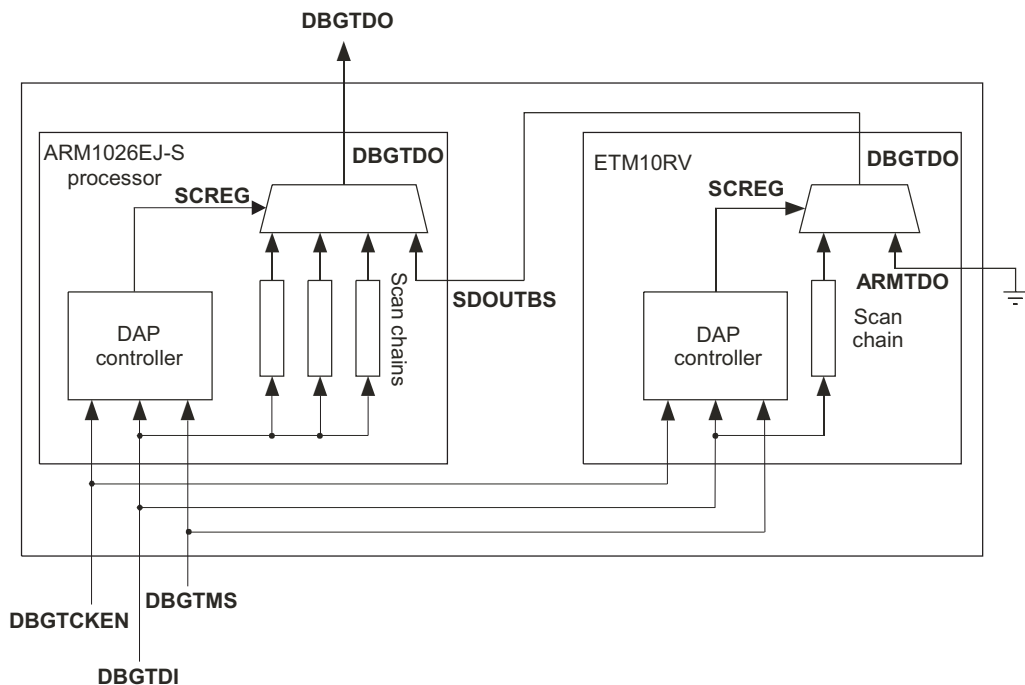 DBGTDO
ARM1026EJ-S
processor
DBGTDO
SCREG
Scan chains
SDOUTBS
DAP
controller
ETM10RV
DBGTDO
SCREG
ARMTDO
Scan
chain
DAP
controller
DBGTMS
DBGTCKEN
DBGTDI